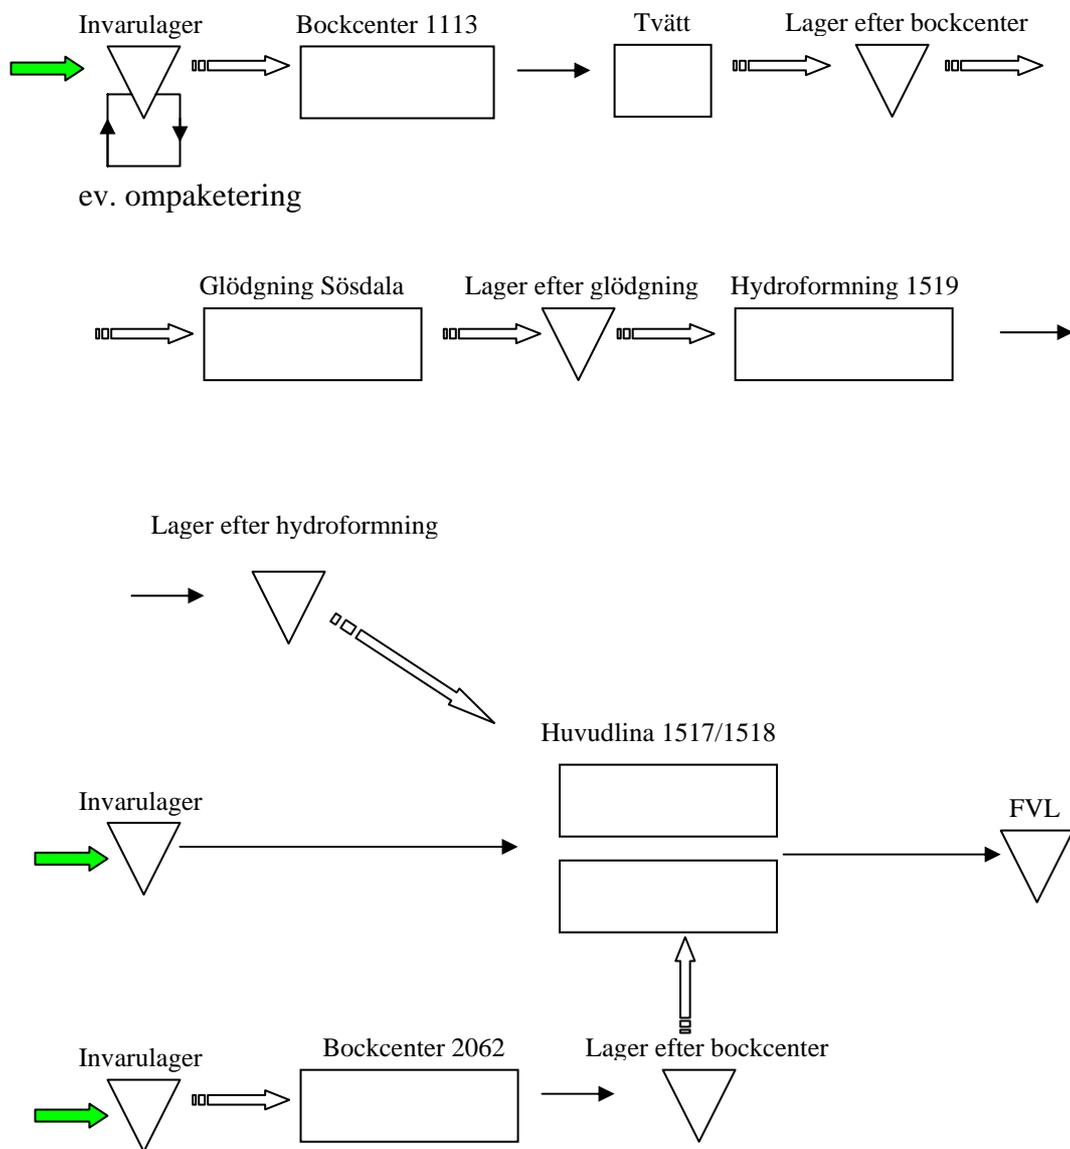 Invarulager
Bockcenter 1113
Tvätt
Lager efter bockcenter
ev. ompaketering
Glödgning Sösdala
Lager efter glödgning
Hydroformning 1519
Lager efter hydroformning
Huvudlina 1517/1518
Invarulager
FVL
Invarulager
Bockcenter 2062
Lager efter bockcenter